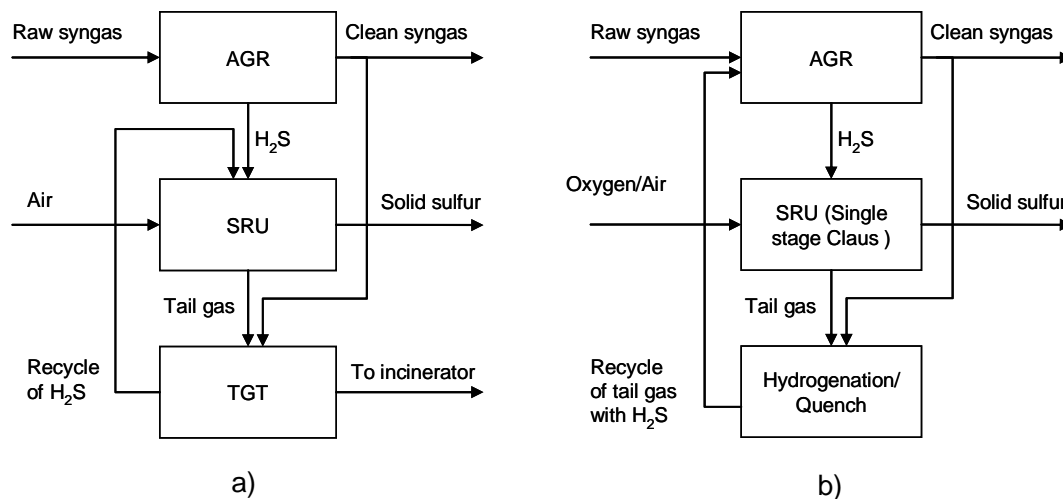 Raw syngas
AGR
Clean syngas
H₂S
Air
SRU
Solid sulfur
Tail gas
Recycle
of H₂S
TGT
To incinerator
a)
Raw syngas
AGR
Clean syngas
H₂S
Oxygen/Air
SRU (Single
stage Claus )
Solid sulfur
Tail gas
Recycle
of tail gas
with H₂S
Hydrogenation/
Quench
b)